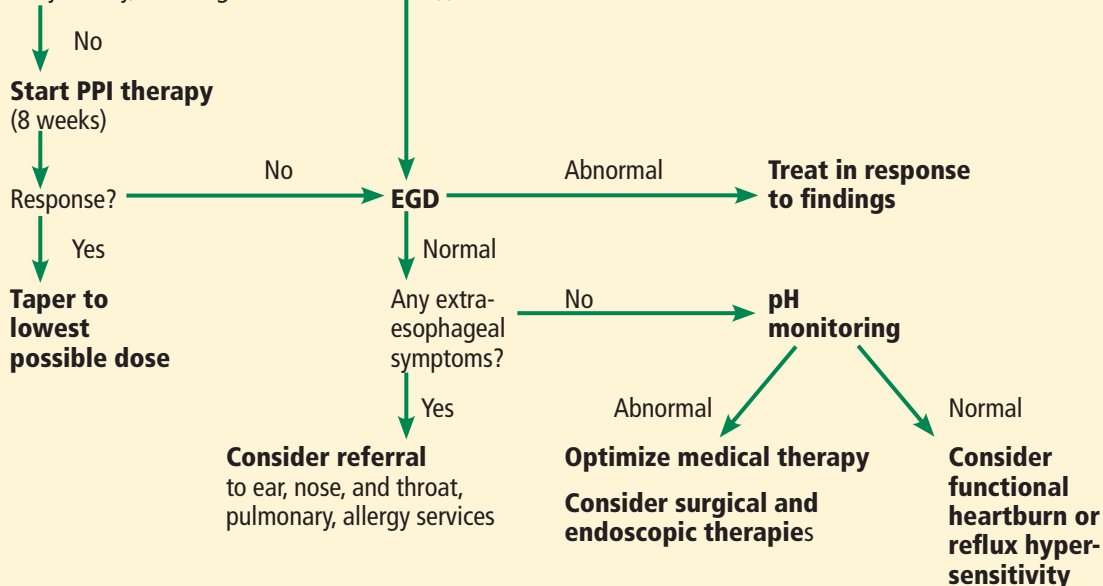 No
Start PPI therapy
(8 weeks)
Response?
No
EGD
Abnormal
Treat in response
to findings
Yes
Taper to
lowest
possible dose
Normal
Any extra-
esophageal
symptoms?
No
pH
monitoring
Yes
Consider referral
to ear, nose, and throat,
pulmonary, allergy services
Abnormal
Optimize medical therapy
Consider surgical and
endoscopic therapies
Normal
Consider
functional
heartburn or
reflux hyper-
sensitivity